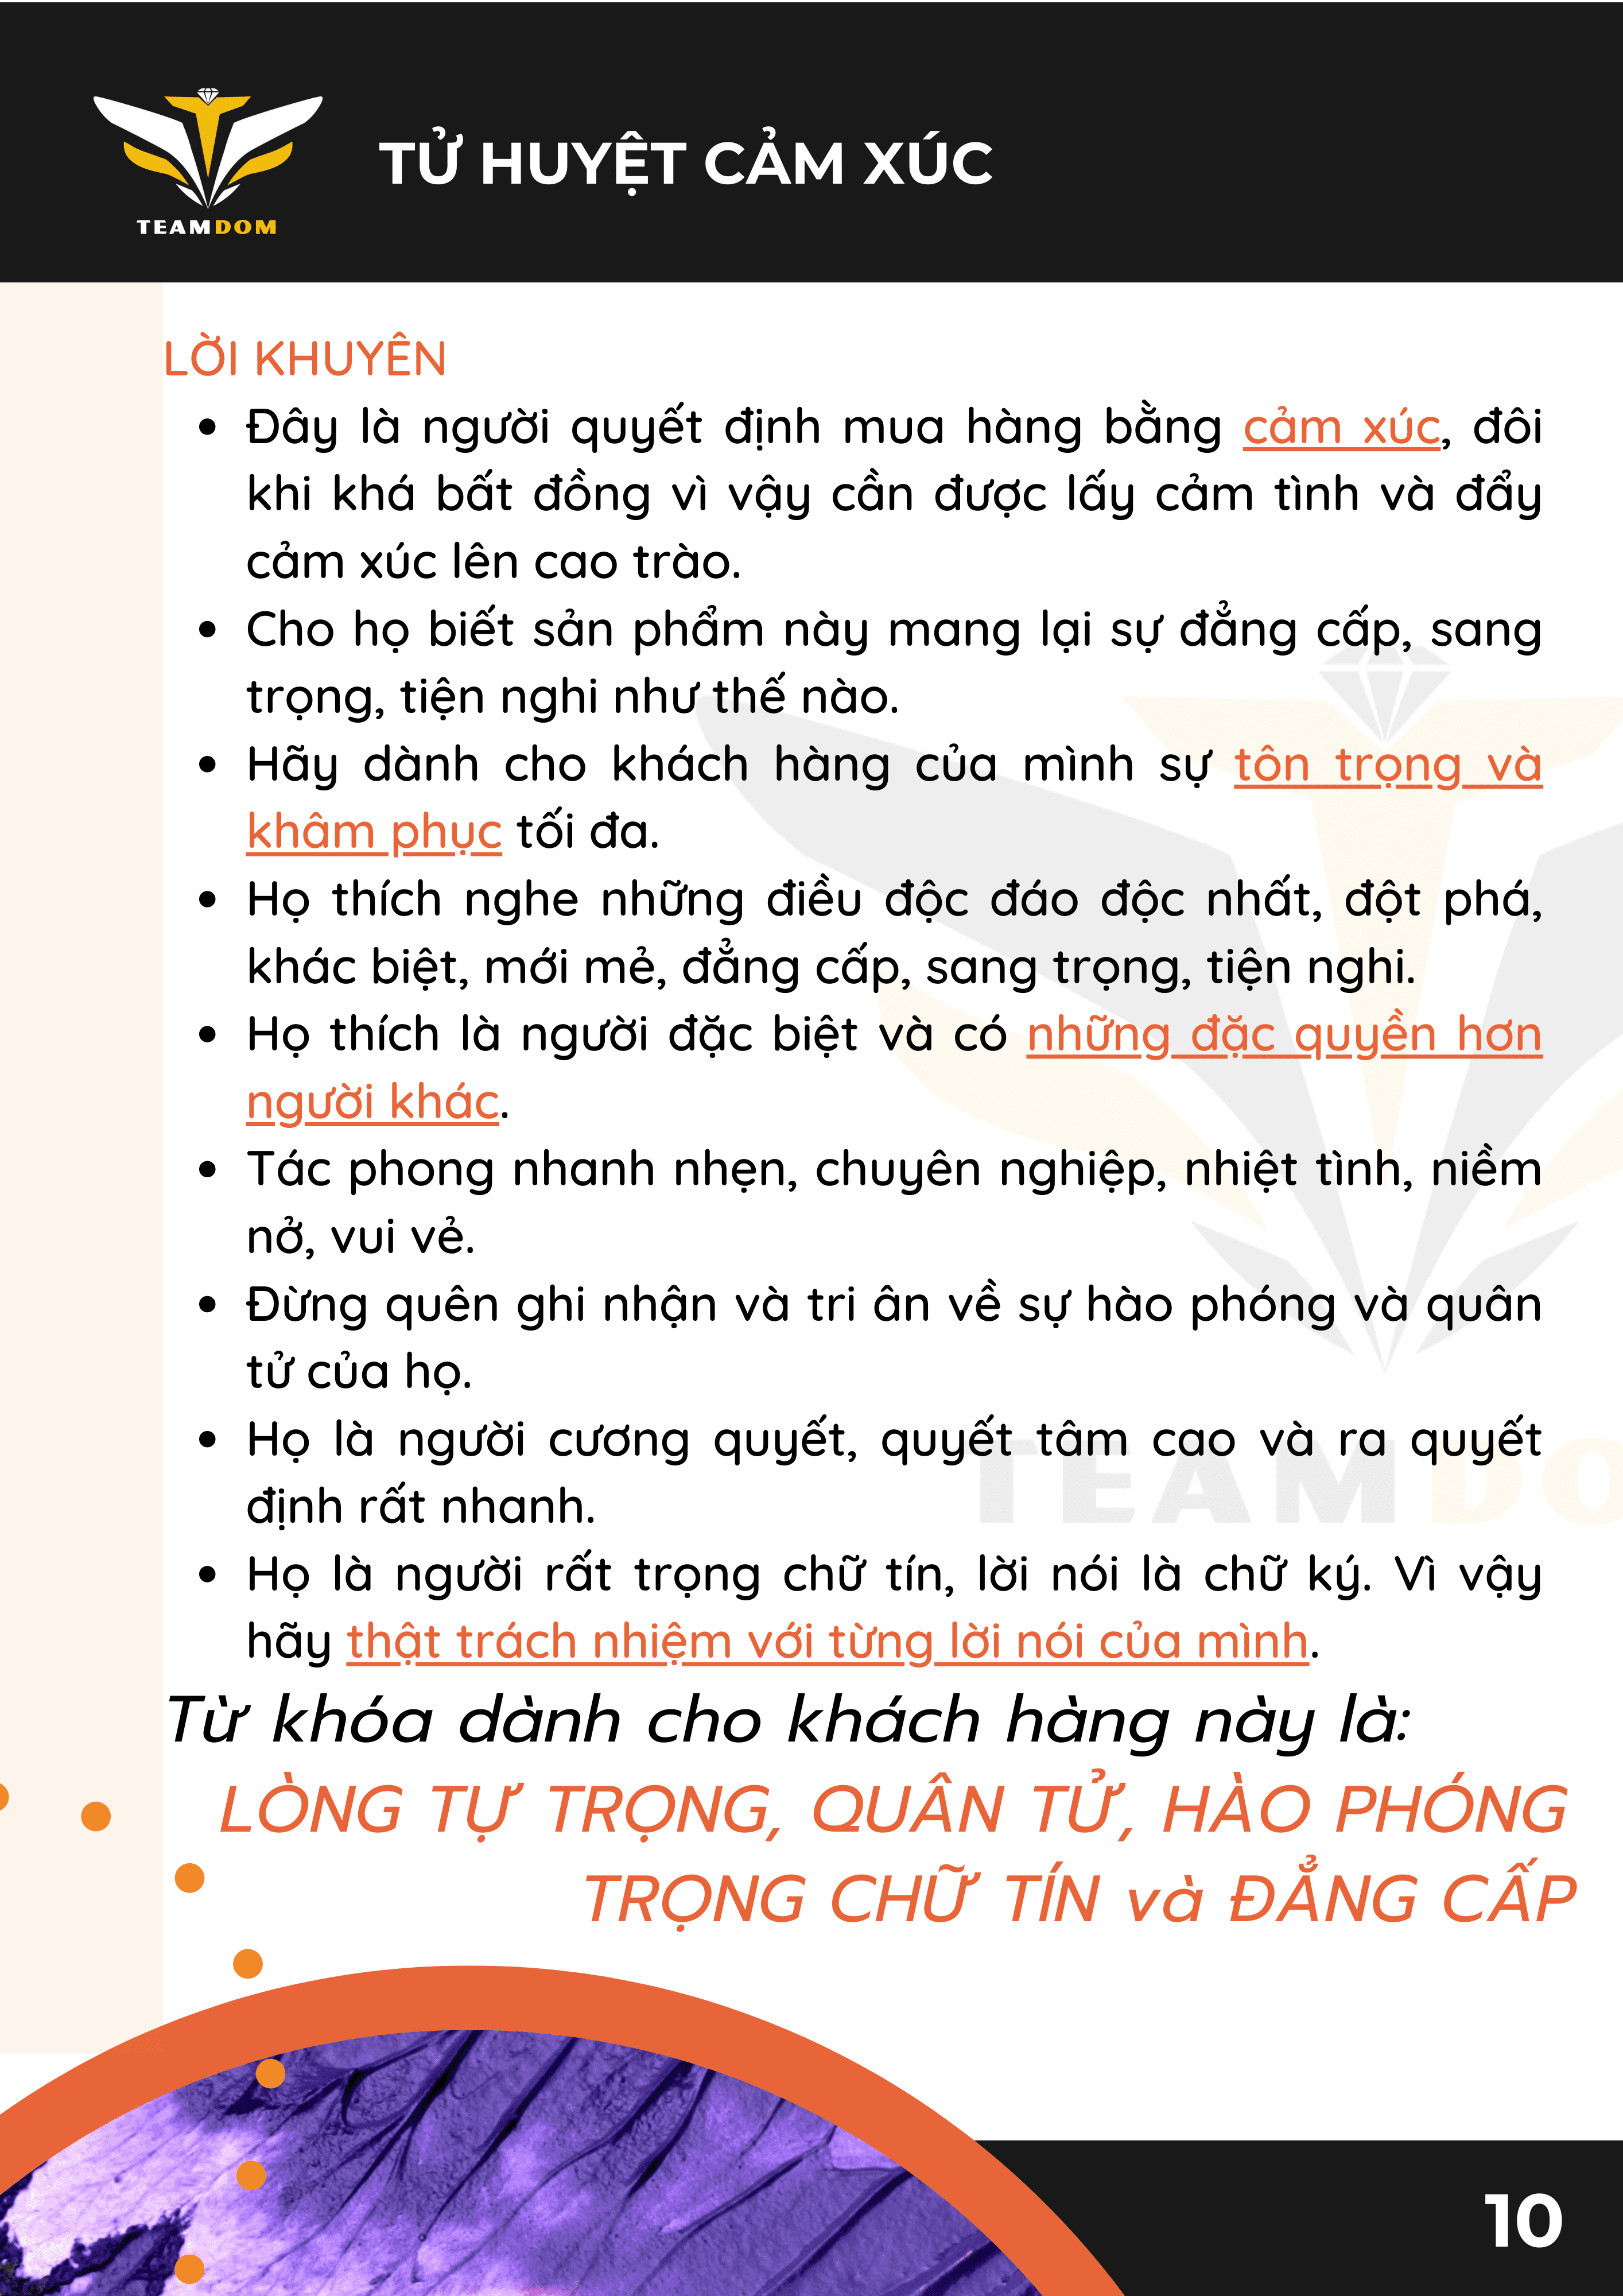 TEAMDOM
TỬ HUYỆT CẢM XÚC
LỜI KHUYÊN
• Đây là người quyết định mua hàng bằng cảm xúc, đôi
khi khá bất đồng vì vậy cần được lấy cảm tình và đẩy
cảm xúc lên cao trào.
• Cho họ biết sản phẩm này mang lại sự đẳng cấp, sang
trọng, tiện nghi như thế nào.
• Hãy dành cho khách hàng của mình sự tôn trọng và
khâm phục tối đa.
• Họ thích nghe những điều độc đáo độc nhất, đột phá,
khác biệt, mới mẻ, đẳng cấp, sang trọng, tiện nghi.
• Họ thích là người đặc biệt và có những đặc quyền hơn
người khác.
• Tác phong nhanh nhẹn, chuyên nghiệp, nhiệt tình, niềm
nở, vui vẻ.
• Đừng quên ghi nhận và tri ân về sự hào phóng và quân
tử của họ.
• Họ là người cương quyết, quyết tâm cao và ra quyết
định rất nhanh.
• Họ là người rất trọng chữ tín, lời nói là chữ ký. Vì vậy
hãy thật trách nhiệm với từng lời nói của mình.
TEAMDO
Từ khóa dành cho khách hàng này là:
LÒNG TỰ TRỌNG, QUÂN TỬ, HÀO PHÓNG
TRỌNG CHỮ TÍN và ĐẲNG CẤP
10